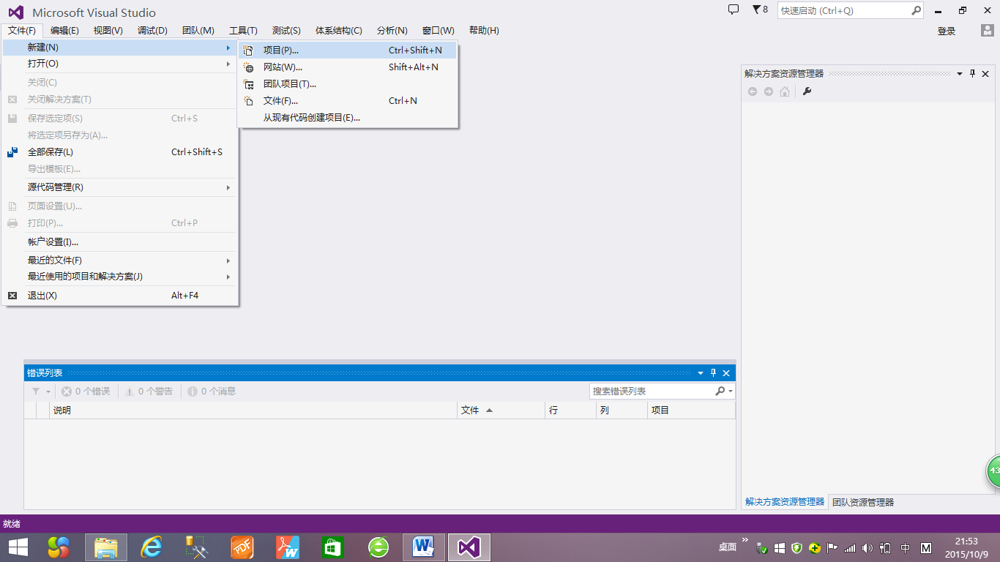 Microsoft Visual Studio
8
快速启动 (Ctrl+Q)
文件(F) 编辑(E) 视图(V) 调试(D) 团队(M) 工具(T) 测试(S) 体系结构(C) 分析(N) 窗口(W) 帮助(H)
登录
新建(N)
打开(O)
关闭(C)
关闭解决方案(T)
保存选定项(S) Ctrl+S
将选定项另存为(A)...
全部保存(L) Ctrl+Shift+S
导出模板(E)...
源代码管理(R)
页面设置(U)...
打印(P)... Ctrl+P
帐户设置(I)...
最近的文件(F)
最近使用的项目和解决方案(J)
退出(X) Alt+F4
项目(P)... Ctrl+Shift+N
网站(W)... Shift+Alt+N
团队项目(T)...
文件(F)... Ctrl+N
从现有代码创建项目(E)...
解决方案资源管理器
错误列表
0 个错误 0 个警告 0 个消息
搜索错误列表
说明 文件 行 列 项目
43
解决方案资源管理器 团队资源管理器
就绪
PDF
W
W
桌面
中
M
21:53
2015/10/9